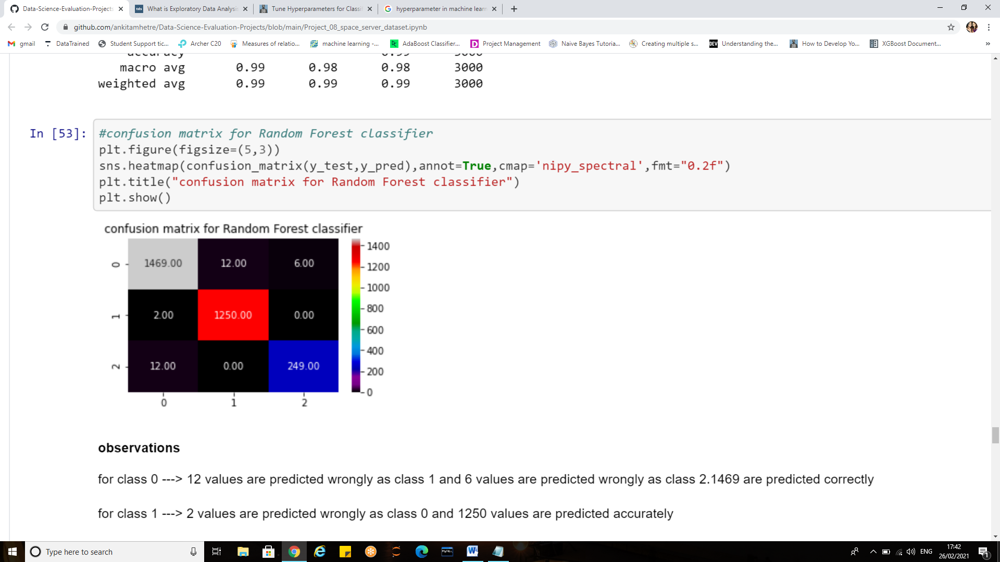 Data-Science-Evaluation-Projects
What is Exploratory Data Analysis
Tune Hyperparameters for Classif
hyperparameter in machine learn
github.com/ankitamhetre/Data-Science-Evaluation-Projects/blob/main/Project_08_space_server_dataset.ipynb
gmail
DataTrained
Student Support tic...
Archer C20
Measures of relatio...
machine learning -...
AdaBoost Classifier...
Project Management
Naive Bayes Tutoria...
Creating multiple s...
Understanding the...
How to Develop Yo...
XGBoost Document...
accuracy 0.99 3000
macro avg 0.99 0.98 0.98 3000
weighted avg 0.99 0.99 0.99 3000
In [53]:
#confusion matrix for Random Forest classifier
plt.figure(figsize=(5,3))
sns.heatmap(confusion_matrix(y_test,y_pred),annot=True,cmap='nipy_spectral',fmt="0.2f")
plt.title("confusion matrix for Random Forest classifier")
plt.show()
confusion matrix for Random Forest classifier
0 1469.00 12.00 6.00
1 2.00 1250.00 0.00
2 12.00 0.00 249.00
0 1 2
1400
1200
1000
800
600
400
200
0
observations
for class 0 ---> 12 values are predicted wrongly as class 1 and 6 values are predicted wrongly as class 2.1469 are predicted correctly
for class 1 ---> 2 values are predicted wrongly as class 0 and 1250 values are predicted accurately
Type here to search
ENG
17:42
26/02/2021
1